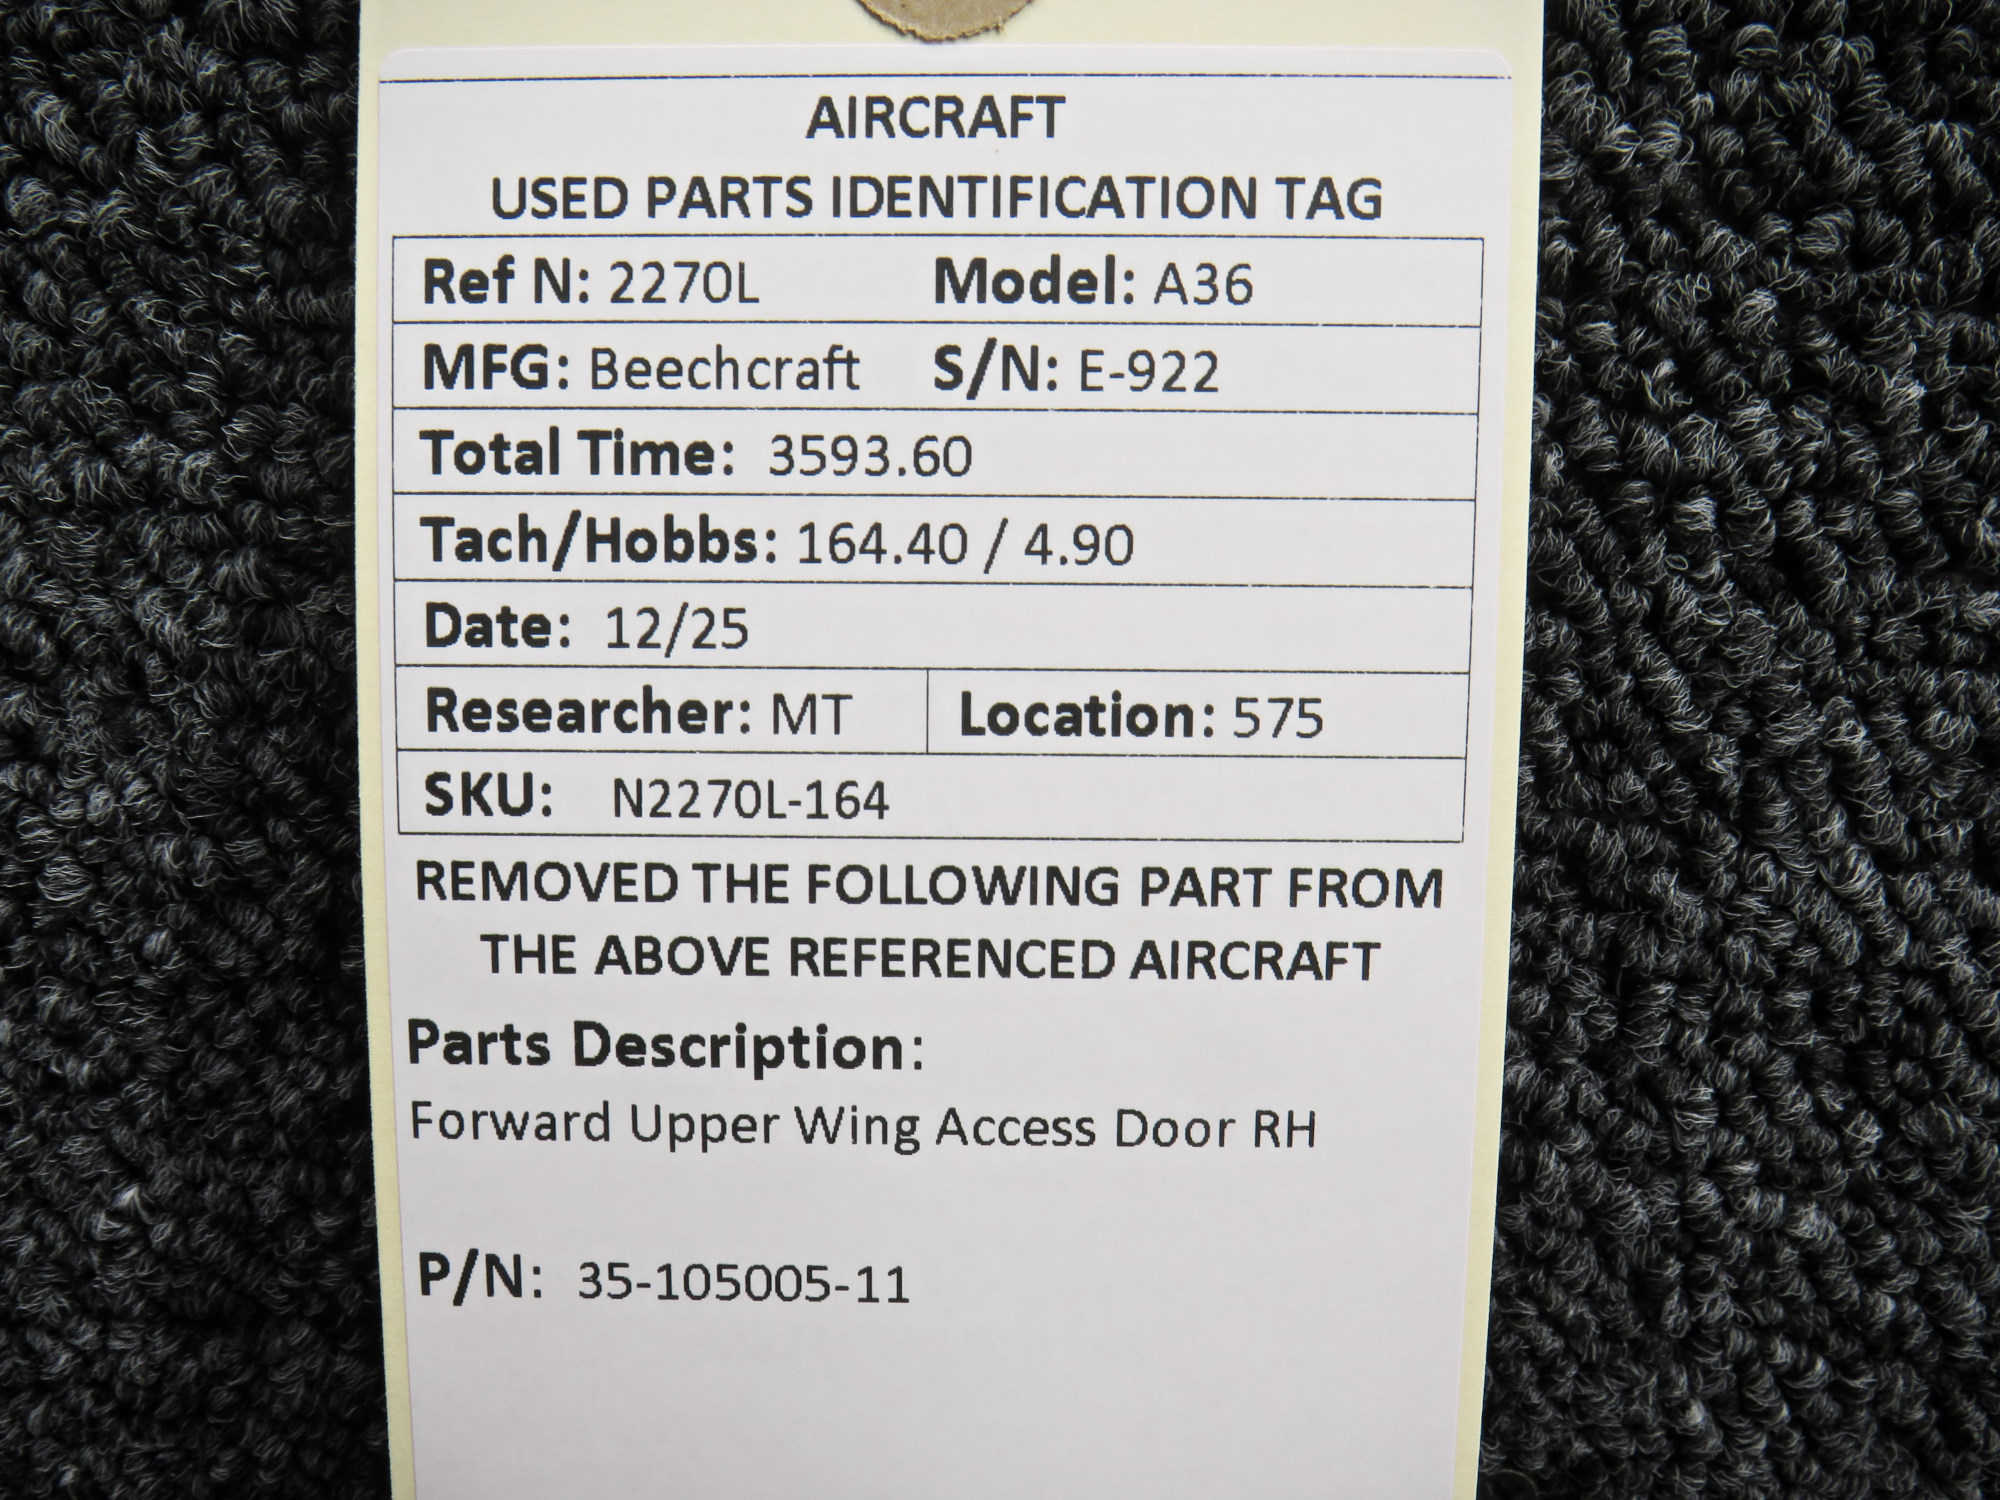 AIRCRAFT
USED PARTS IDENTIFICATION TAG
Ref N: 2270L Model: A36
MFG: Beechcraft S/N: E-922
Total Time: 3593.60
Tach/Hobbs: 164.40 / 4.90
Date: 12/25
Researcher: MT Location: 575
SKU: N2270L-164
REMOVED THE FOLLOWING PART FROM
THE ABOVE REFERENCED AIRCRAFT
Parts Description:
Forward Upper Wing Access Door RH
P/N: 35-105005-11